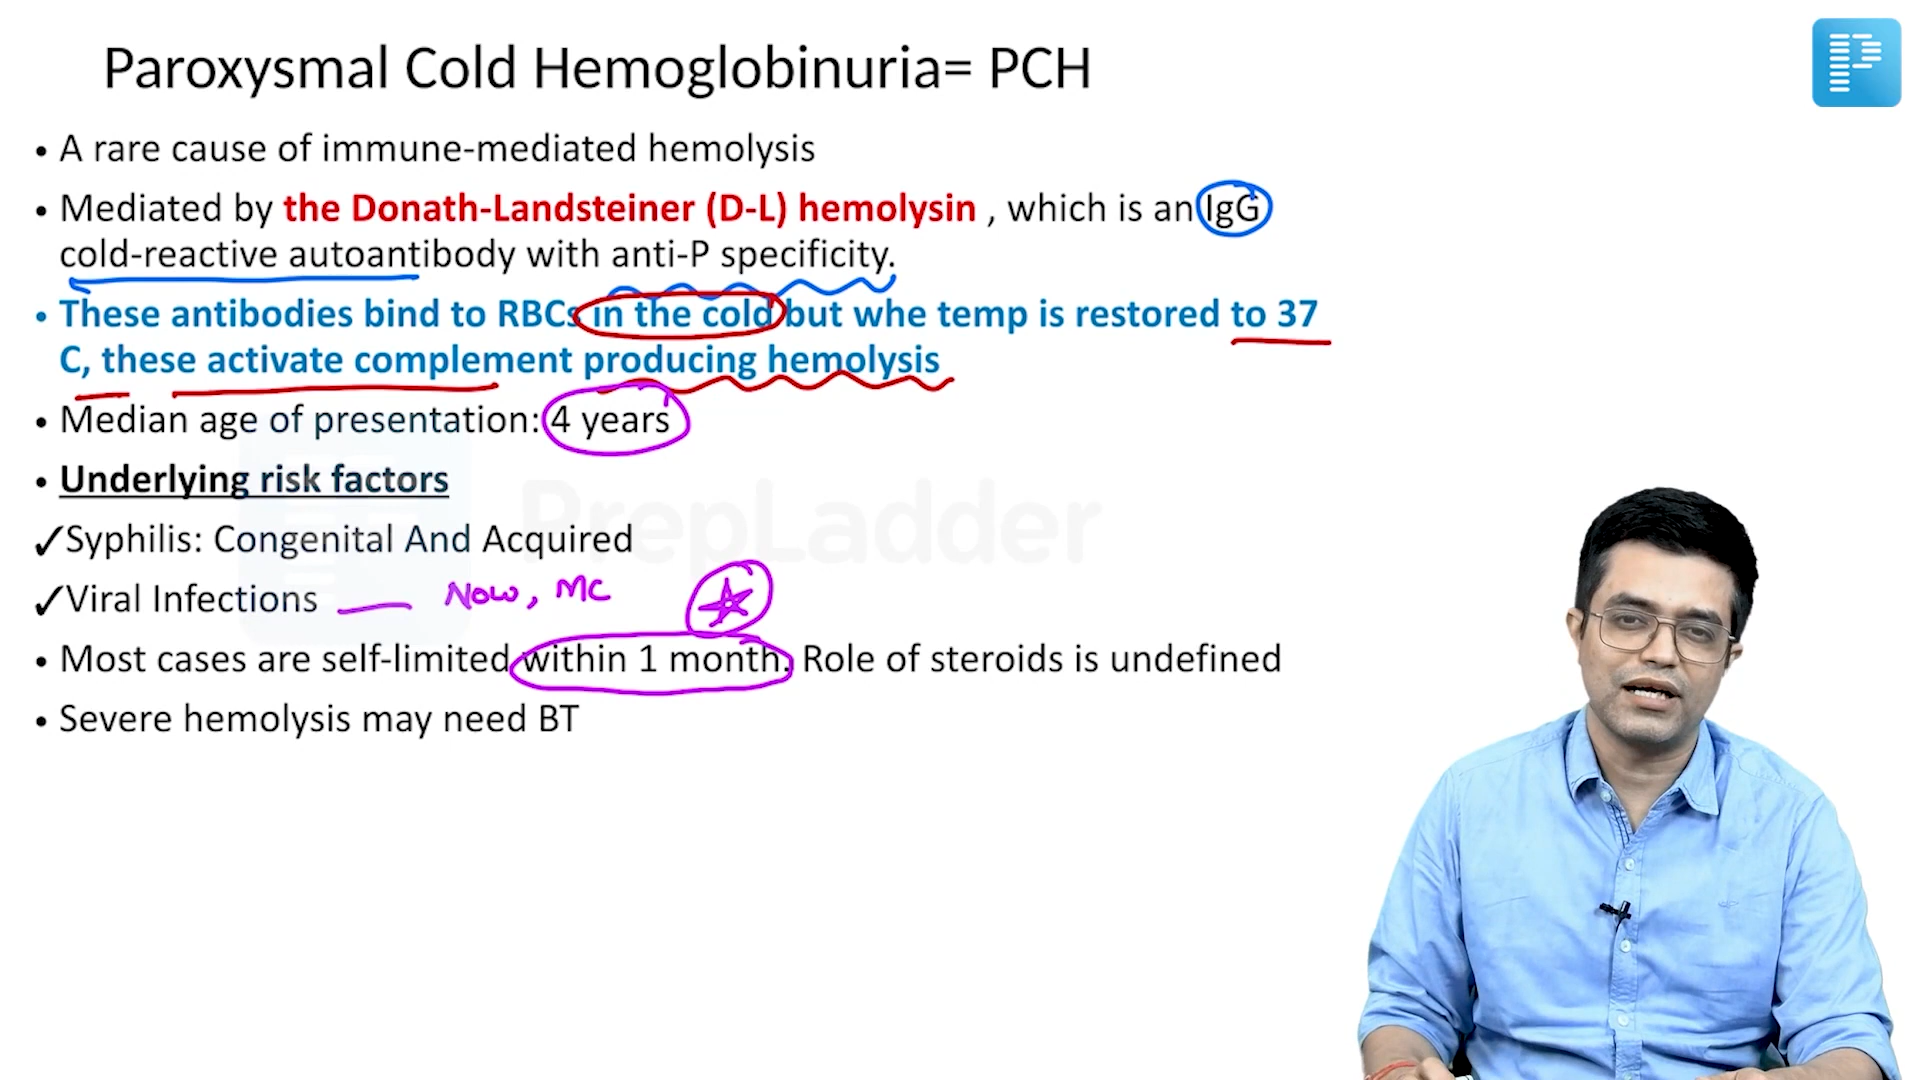 Paroxysmal Cold Hemoglobinuria= PCH
• A rare cause of immune-mediated hemolysis
• Mediated by the Donath-Landsteiner (D-L) hemolysin , which is an IgG
cold-reactive autoantibody with anti-P specificity.
• These antibodies bind to RBCs in the cold but whe temp is restored to 37
C, these activate complement producing hemolysis
• Median age of presentation: 4 years
• Underlying risk factors
✓Syphilis: Congenital And Acquired
✓Viral Infections — Now, MC
• Most cases are self-limited within 1 month. Role of steroids is undefined
• Severe hemolysis may need BT
PrepLadder